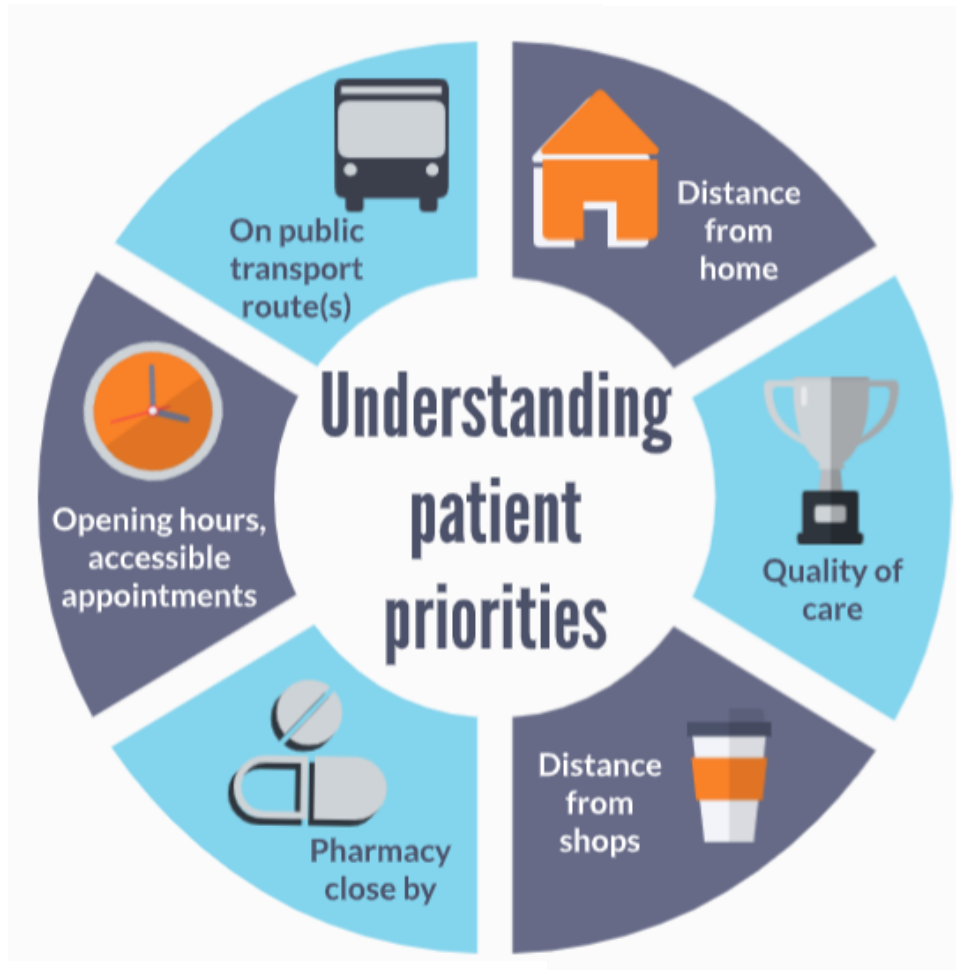 Understanding
patient
priorities
Distance
from
home
Quality of
care
Distance
from
shops
Pharmacy
close by
Opening hours,
accessible
appointments
On public
transport
route(s)